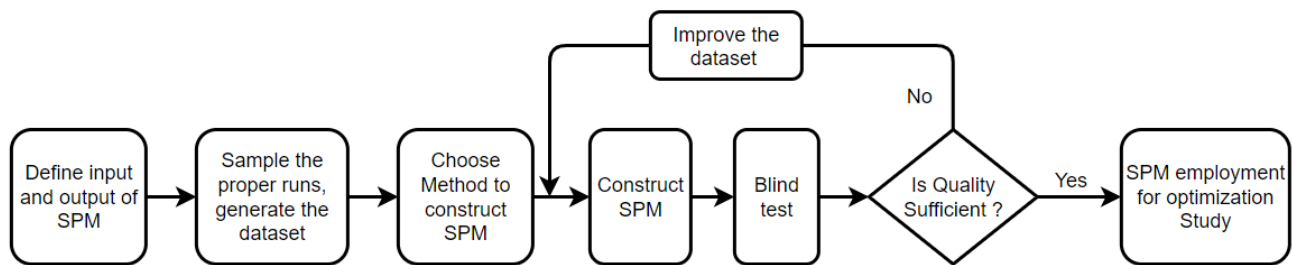 Improve the
dataset
No
Define input
and output of
SPM
Sample the
proper runs,
generate the
dataset
Choose
Method to
construct
SPM
Construct
SPM
Blind
test
Is Quality
Sufficient ?
Yes
SPM employment
for optimization
Study